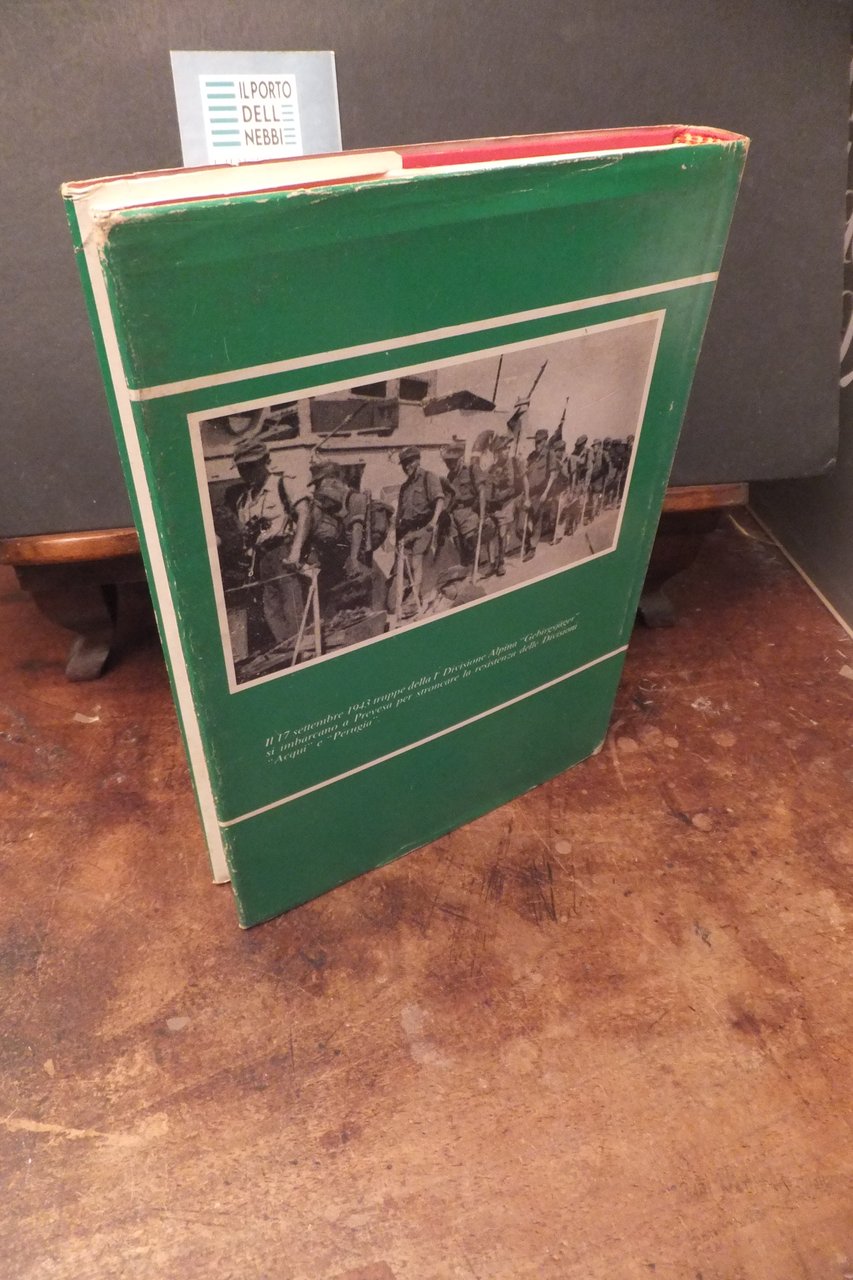 IL PORTO
DELL
NEBBI
Il 17 settembre 1943 truppe della 1ª Divisione Alpina "Gebirgsjäger"
si imbarcano a Prevesa per stroncare la resistenza delle Divisioni
"Acqui" e "Perugia".